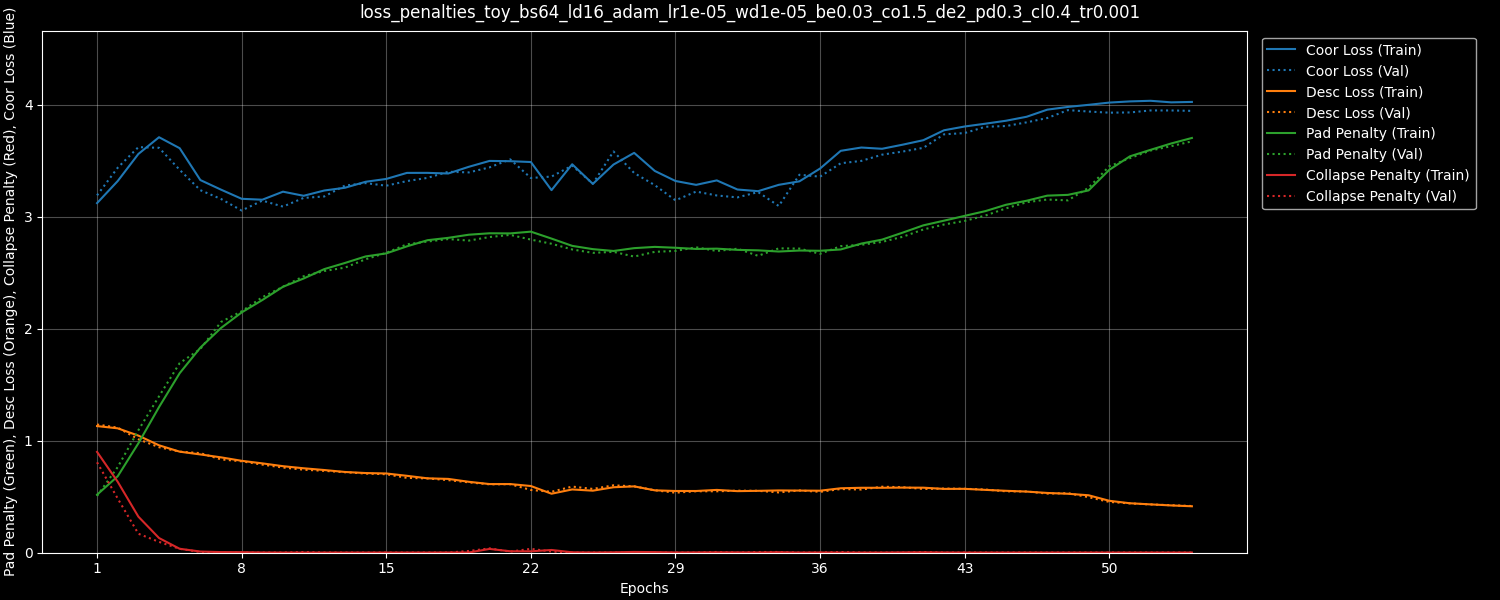 loss_penalties_toy_bs64_ld16_adam_lr1e-05_wd1e-05_be0.03_co1.5_de2_pd0.3_cl0.4_tr0.001
Pad Penalty (Green), Desc Loss (Orange), Collapse Penalty (Red), Coor Loss (Blue)
4
3
2
1
0
1 8 15 22 29 36 43 50
Epochs
Coor Loss (Train)
Coor Loss (Val)
Desc Loss (Train)
Desc Loss (Val)
Pad Penalty (Train)
Pad Penalty (Val)
Collapse Penalty (Train)
Collapse Penalty (Val)